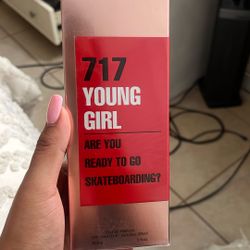 717
YOUNG
GIRL
ARE YOU
READY TO GO
SKATEBOARDING?